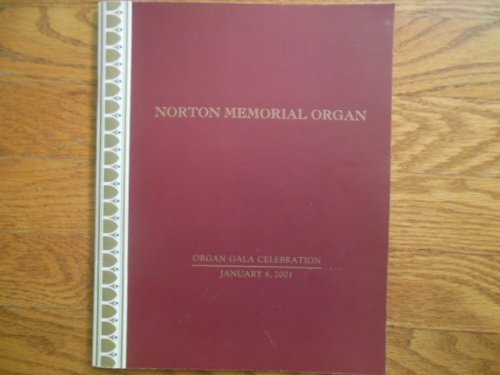 NORTON MEMORIAL ORGAN
ORGAN GALA CELEBRATION
JANUARY 6, 2001